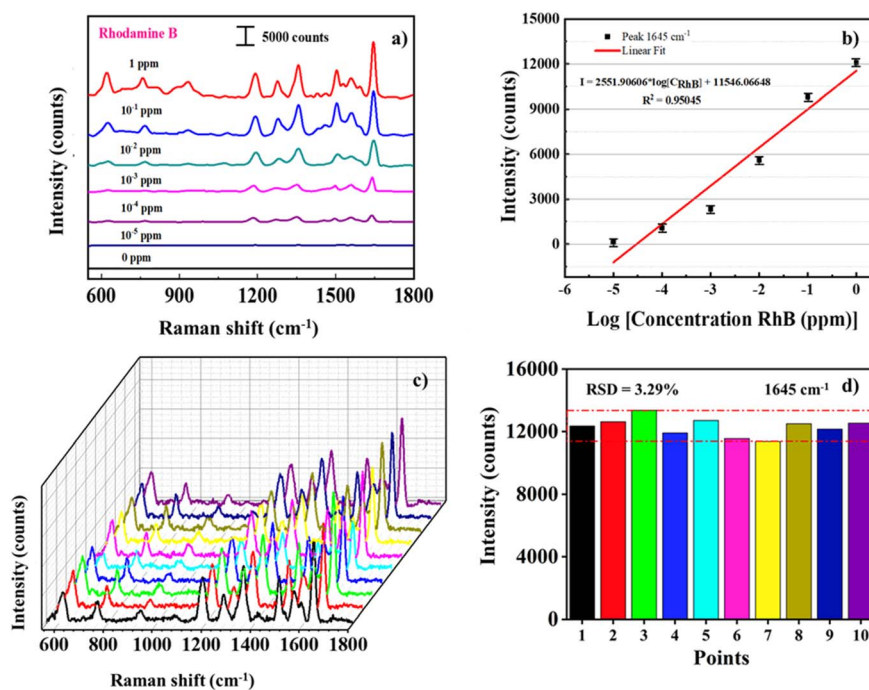 Rhodamine B
5000 counts
a)
1 ppm
10⁻¹ ppm
10⁻² ppm
10⁻³ ppm
10⁻⁴ ppm
10⁻⁵ ppm
0 ppm
Intensity (counts)
600 900 1200 1500 1800
Raman shift (cm⁻¹)
b)
Peak 1645 cm⁻¹
Linear Fit
I = 2551.90606*log[C_RhB] + 11546.06648
R² = 0.95045
15000
12000
9000
6000
3000
0
Intensity (counts)
-6 -5 -4 -3 -2 -1 0
Log [Concentration RhB (ppm)]
c)
Intensity (counts)
600 800 1000 1200 1400 1600 1800
Raman shift (cm⁻¹)
d)
RSD = 3.29% 1645 cm⁻¹
16000
12000
8000
4000
0
Intensity (counts)
1 2 3 4 5 6 7 8 9 10
Points